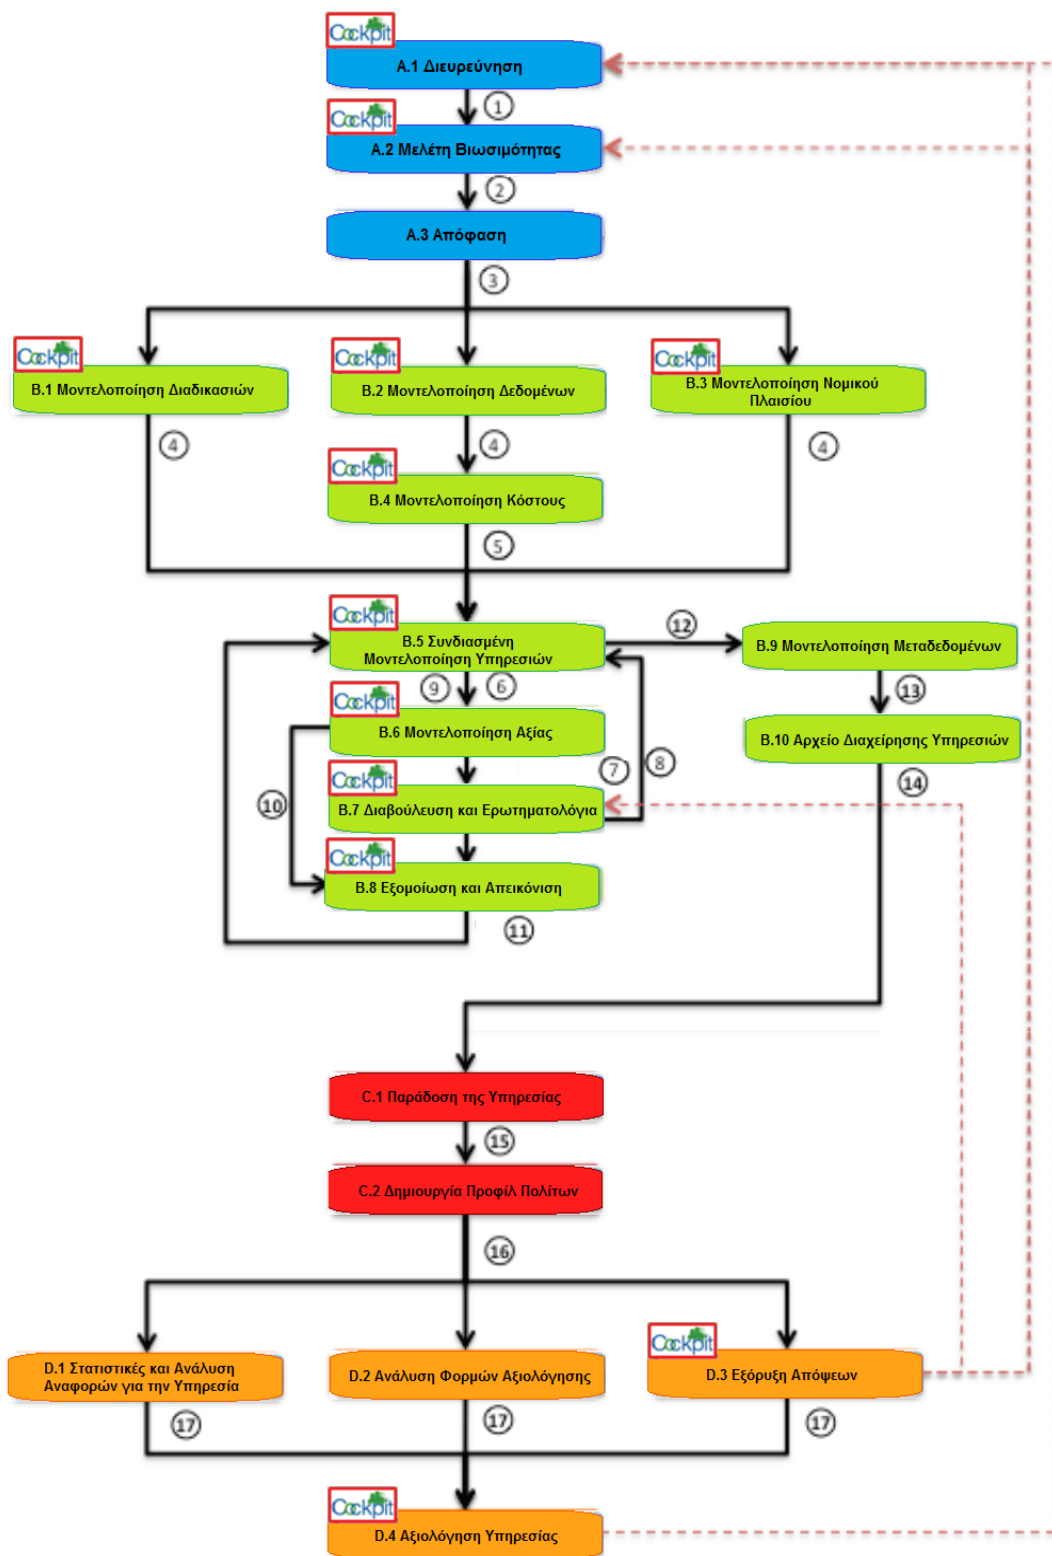 Cockpit
A.1 Διευρεύνηση
1
Cockpit
A.2 Μελέτη Βιωσιμότητας
2
A.3 Απόφαση
3
Cockpit
B.1 Μοντελοποίηση Διαδικασιών
Cockpit
B.2 Μοντελοποίηση Δεδομένων
Cockpit
B.3 Μοντελοποίηση Νομικού
Πλαισίου
4
4
4
Cockpit
B.4 Μοντελοποίηση Κόστους
5
Cockpit
B.5 Συνδιασμένη
Μοντελοποίηση Υπηρεσιών
12
B.9 Μοντελοποίηση Μεταδεδομένων
9
6
13
Cockpit
B.6 Μοντελοποίηση Αξίας
B.10 Αρχείο Διαχείρησης Υπηρεσιών
7
8
14
10
Cockpit
B.7 Διαβούλευση και Ερωτηματολόγια
Cockpit
B.8 Εξομοίωση και Απεικόνιση
11
C.1 Παράδοση της Υπηρεσίας
15
C.2 Δημιουργία Προφίλ Πολίτων
16
D.1 Στατιστικές και Ανάλυση
Αναφορών για την Υπηρεσία
D.2 Ανάλυση Φορμών Αξιολόγησης
Cockpit
D.3 Εξόρυξη Απόψεων
17
17
17
Cockpit
D.4 Αξιολόγηση Υπηρεσίας